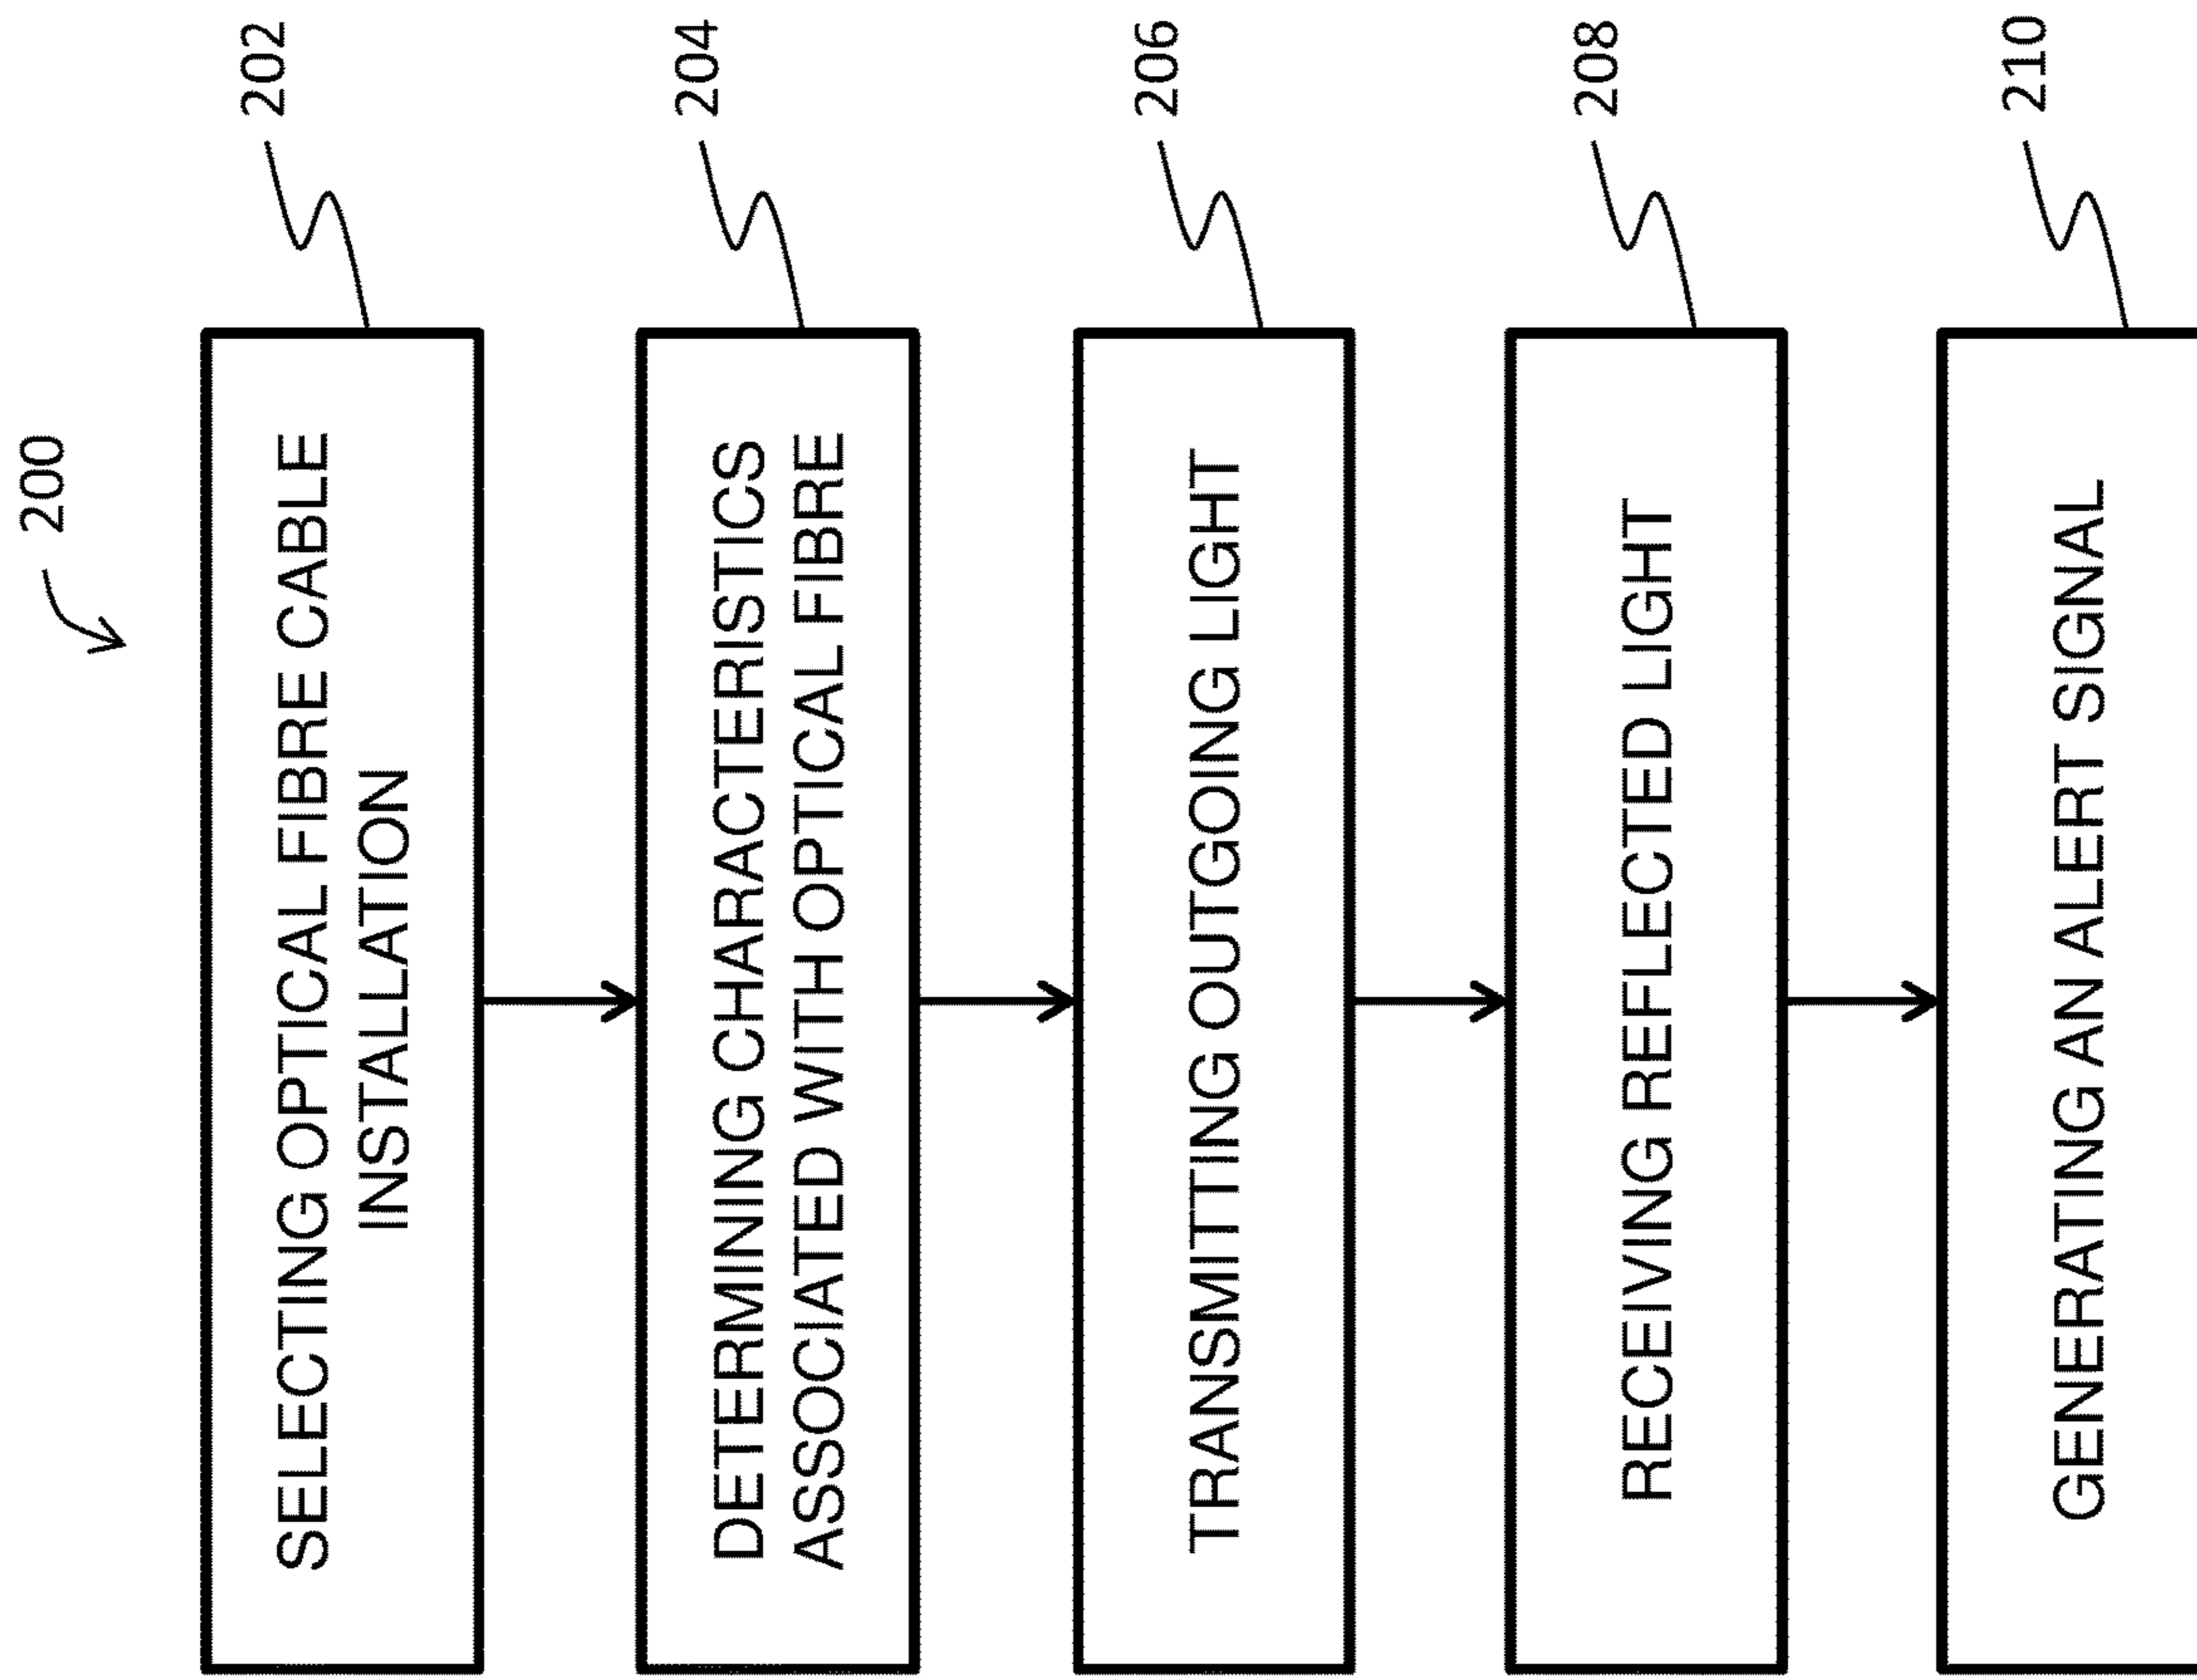 200
SELECTING OPTICAL FIBRE CABLE
INSTALLATION
202
DETERMINING CHARACTERISTICS
ASSOCIATED WITH OPTICAL FIBRE
204
TRANSMITTING OUTGOING LIGHT
206
RECEIVING REFLECTED LIGHT
208
GENERATING AN ALERT SIGNAL
210